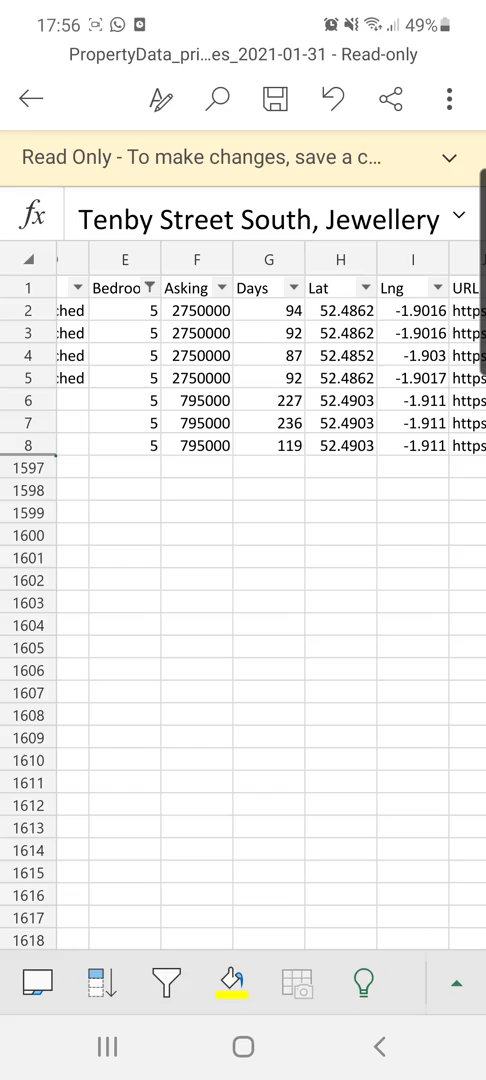 17:56 49%
PropertyData_pri...es_2021-01-31 - Read-only
Read Only - To make changes, save a c...
fx Tenby Street South, Jewellery
E F G H I
1 Bedroo Asking Days Lat Lng URL
2 ched 5 2750000 94 52.4862 -1.9016 https
3 ched 5 2750000 92 52.4862 -1.9016 https
4 ched 5 2750000 87 52.4852 -1.903 https
5 ched 5 2750000 92 52.4862 -1.9017 https
6 5 795000 227 52.4903 -1.911 https
7 5 795000 236 52.4903 -1.911 https
8 5 795000 119 52.4903 -1.911 https
1597
1598
1599
1600
1601
1602
1603
1604
1605
1606
1607
1608
1609
1610
1611
1612
1613
1614
1615
1616
1617
1618